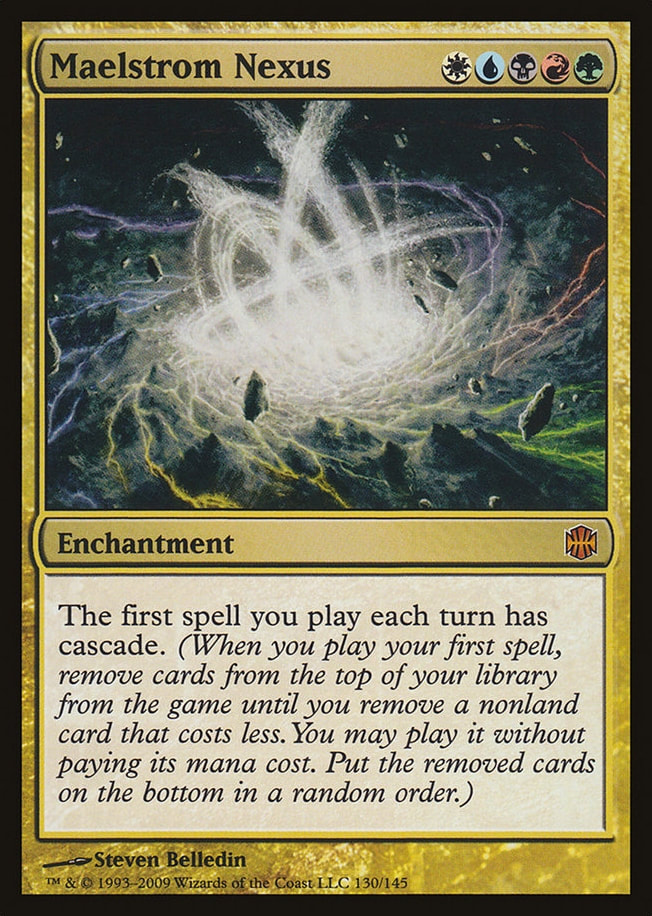 Maelstrom Nexus
Enchantment
The first spell you play each turn has
cascade. (When you play your first spell,
remove cards from the top of your library
from the game until you remove a nonland
card that costs less. You may play it without
paying its mana cost. Put the removed cards
on the bottom in a random order.)
Steven Belledin
™ & © 1993–2009 Wizards of the Coast LLC 130/145